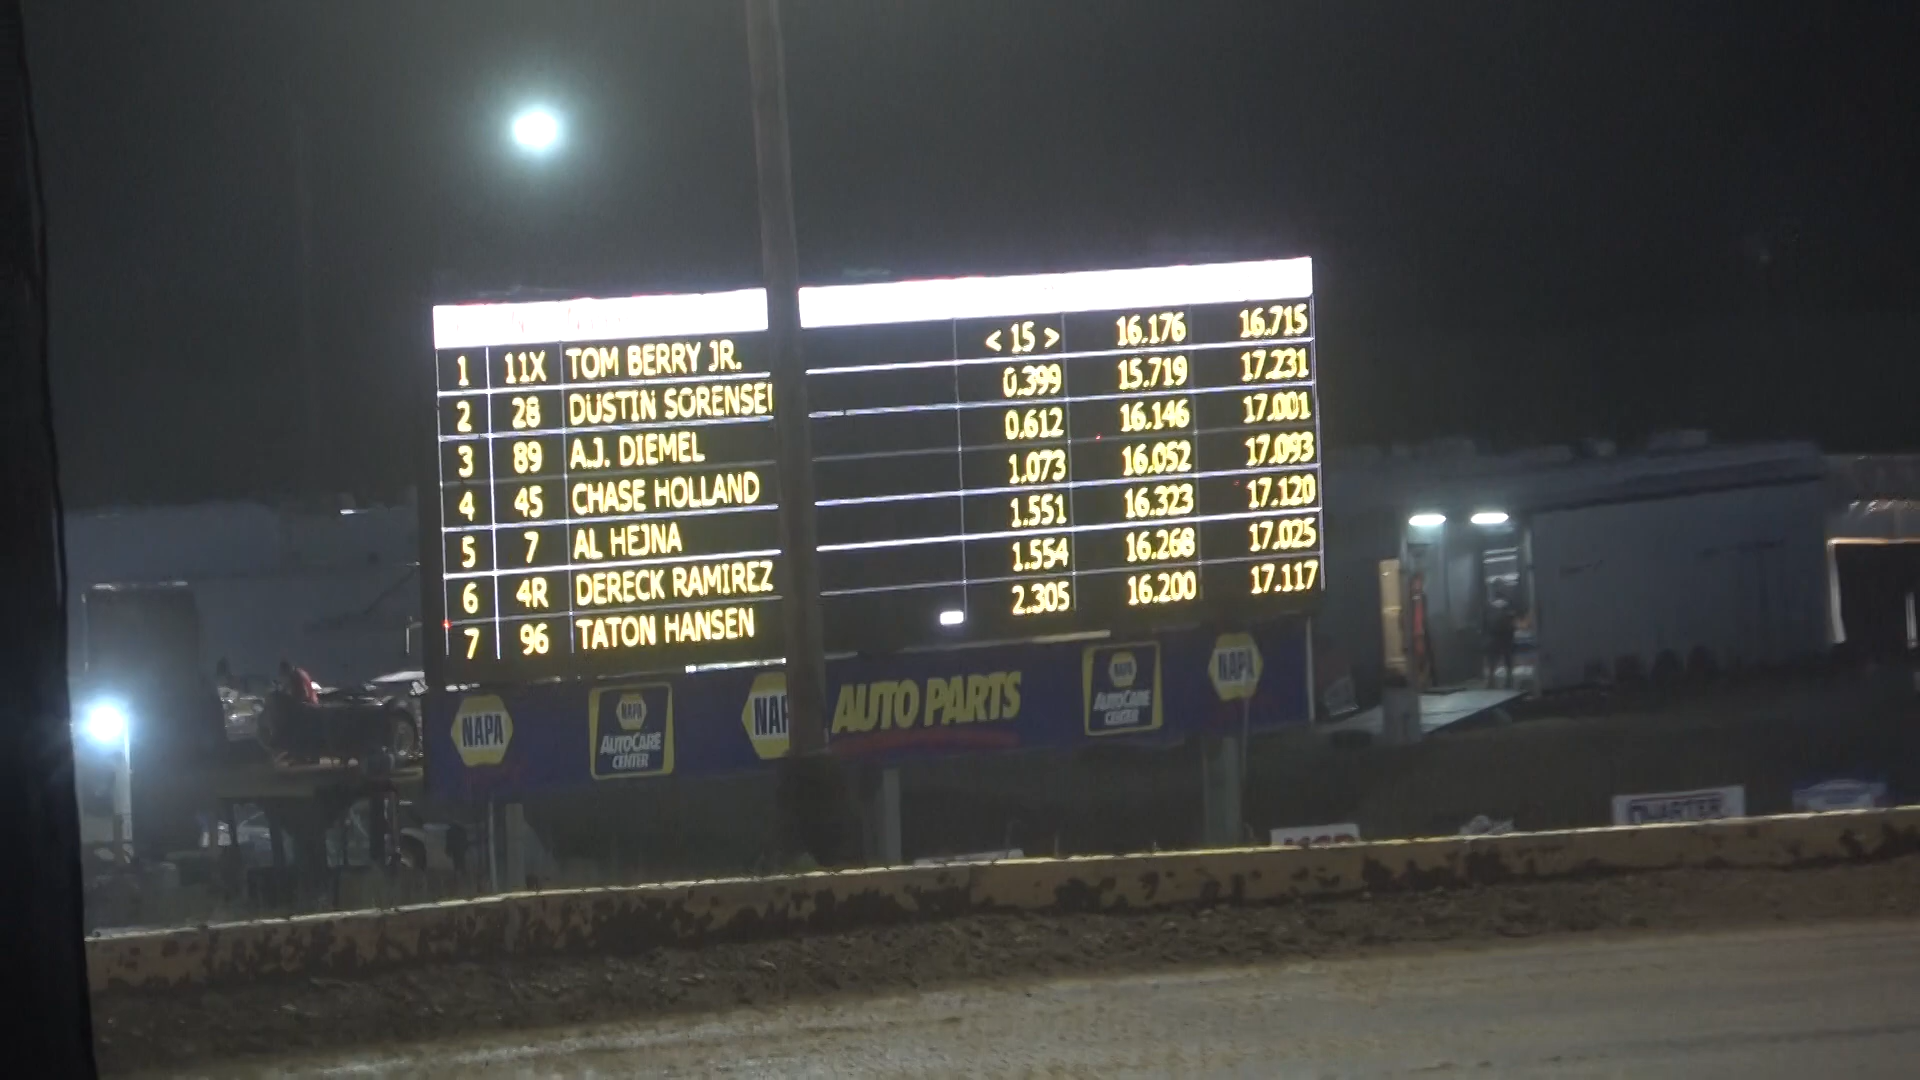 1 11X TOM BERRY JR. < 15 > 16.176 16.715
2 28 DUSTIN SORENSEN 0.399 15.719 17.231
3 89 A.J. DIEMEL 0.612 16.146 17.001
4 45 CHASE HOLLAND 1.073 16.052 17.093
5 7 AL HEJNA 1.551 16.323 17.120
6 4R DERECK RAMIREZ 1.554 16.268 17.025
7 96 TATON HANSEN 2.305 16.200 17.117
NAPA
NAPA
AUTOCARE
CENTER
NAPA AUTO PARTS
NAPA
AUTOCARE
CENTER
NAPA
CHARTER